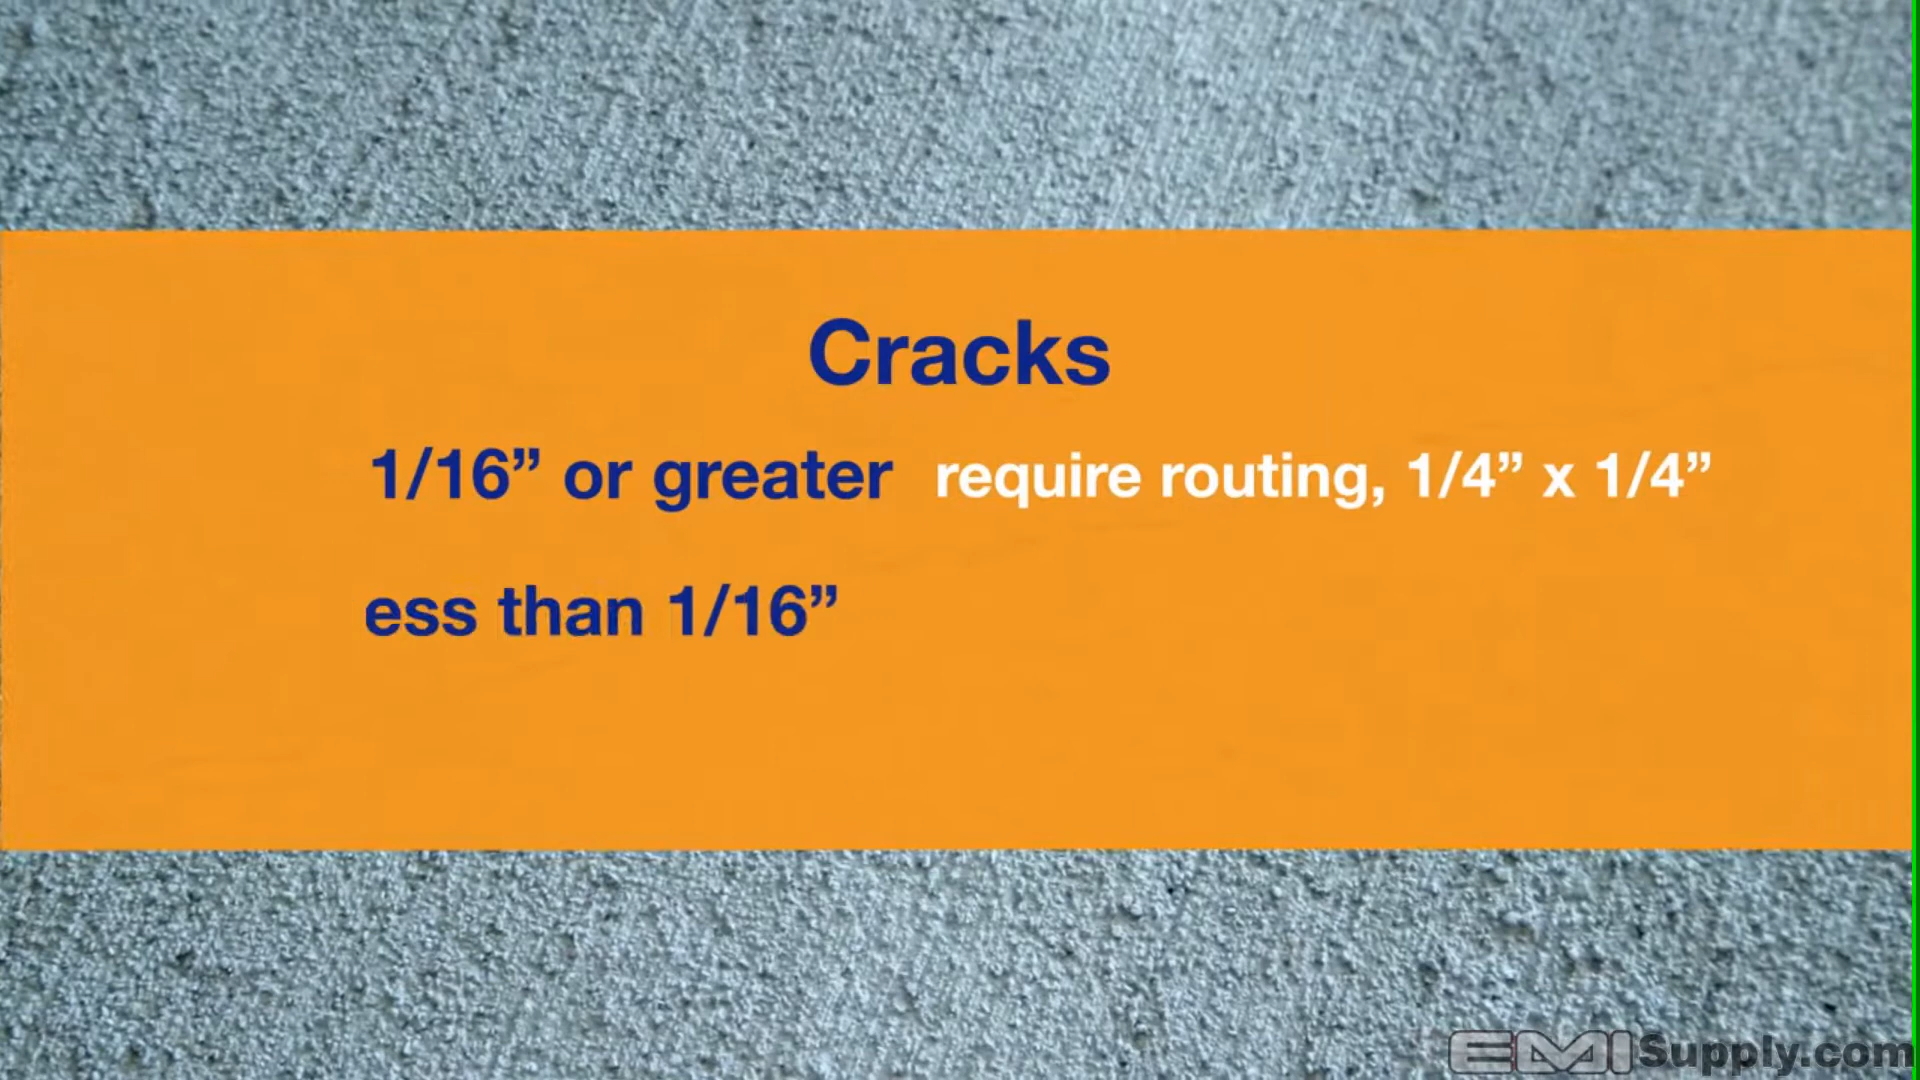 Cracks
1/16” or greater require routing, 1/4” x 1/4”
ess than 1/16”
EMISupply.com